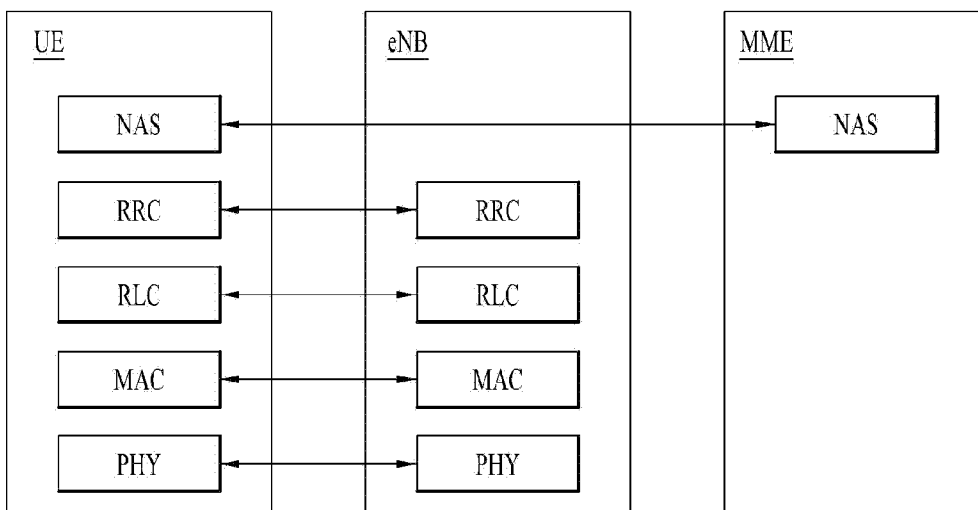 UE eNB MME
NAS NAS
RRC RRC
RLC RLC
MAC MAC
PHY PHY